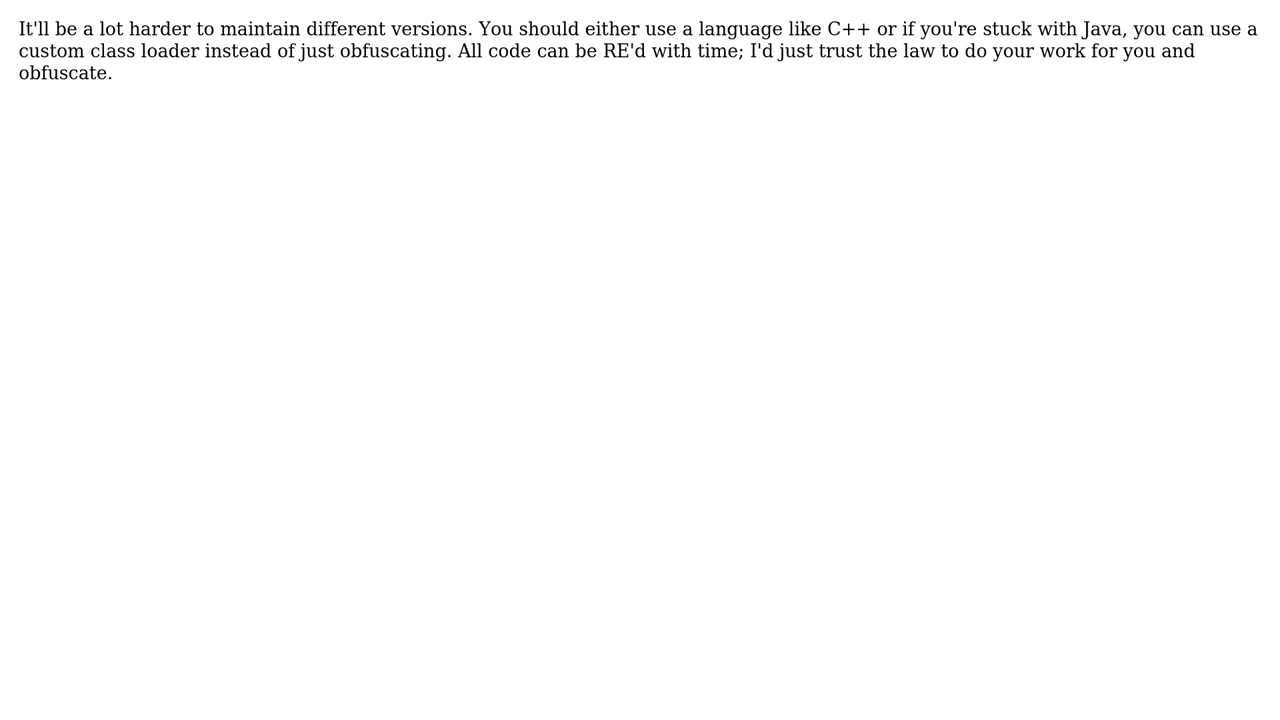 It'll be a lot harder to maintain different versions. You should either use a language like C++ or if you're stuck with Java, you can use a
custom class loader instead of just obfuscating. All code can be RE'd with time; I'd just trust the law to do your work for you and
obfuscate.